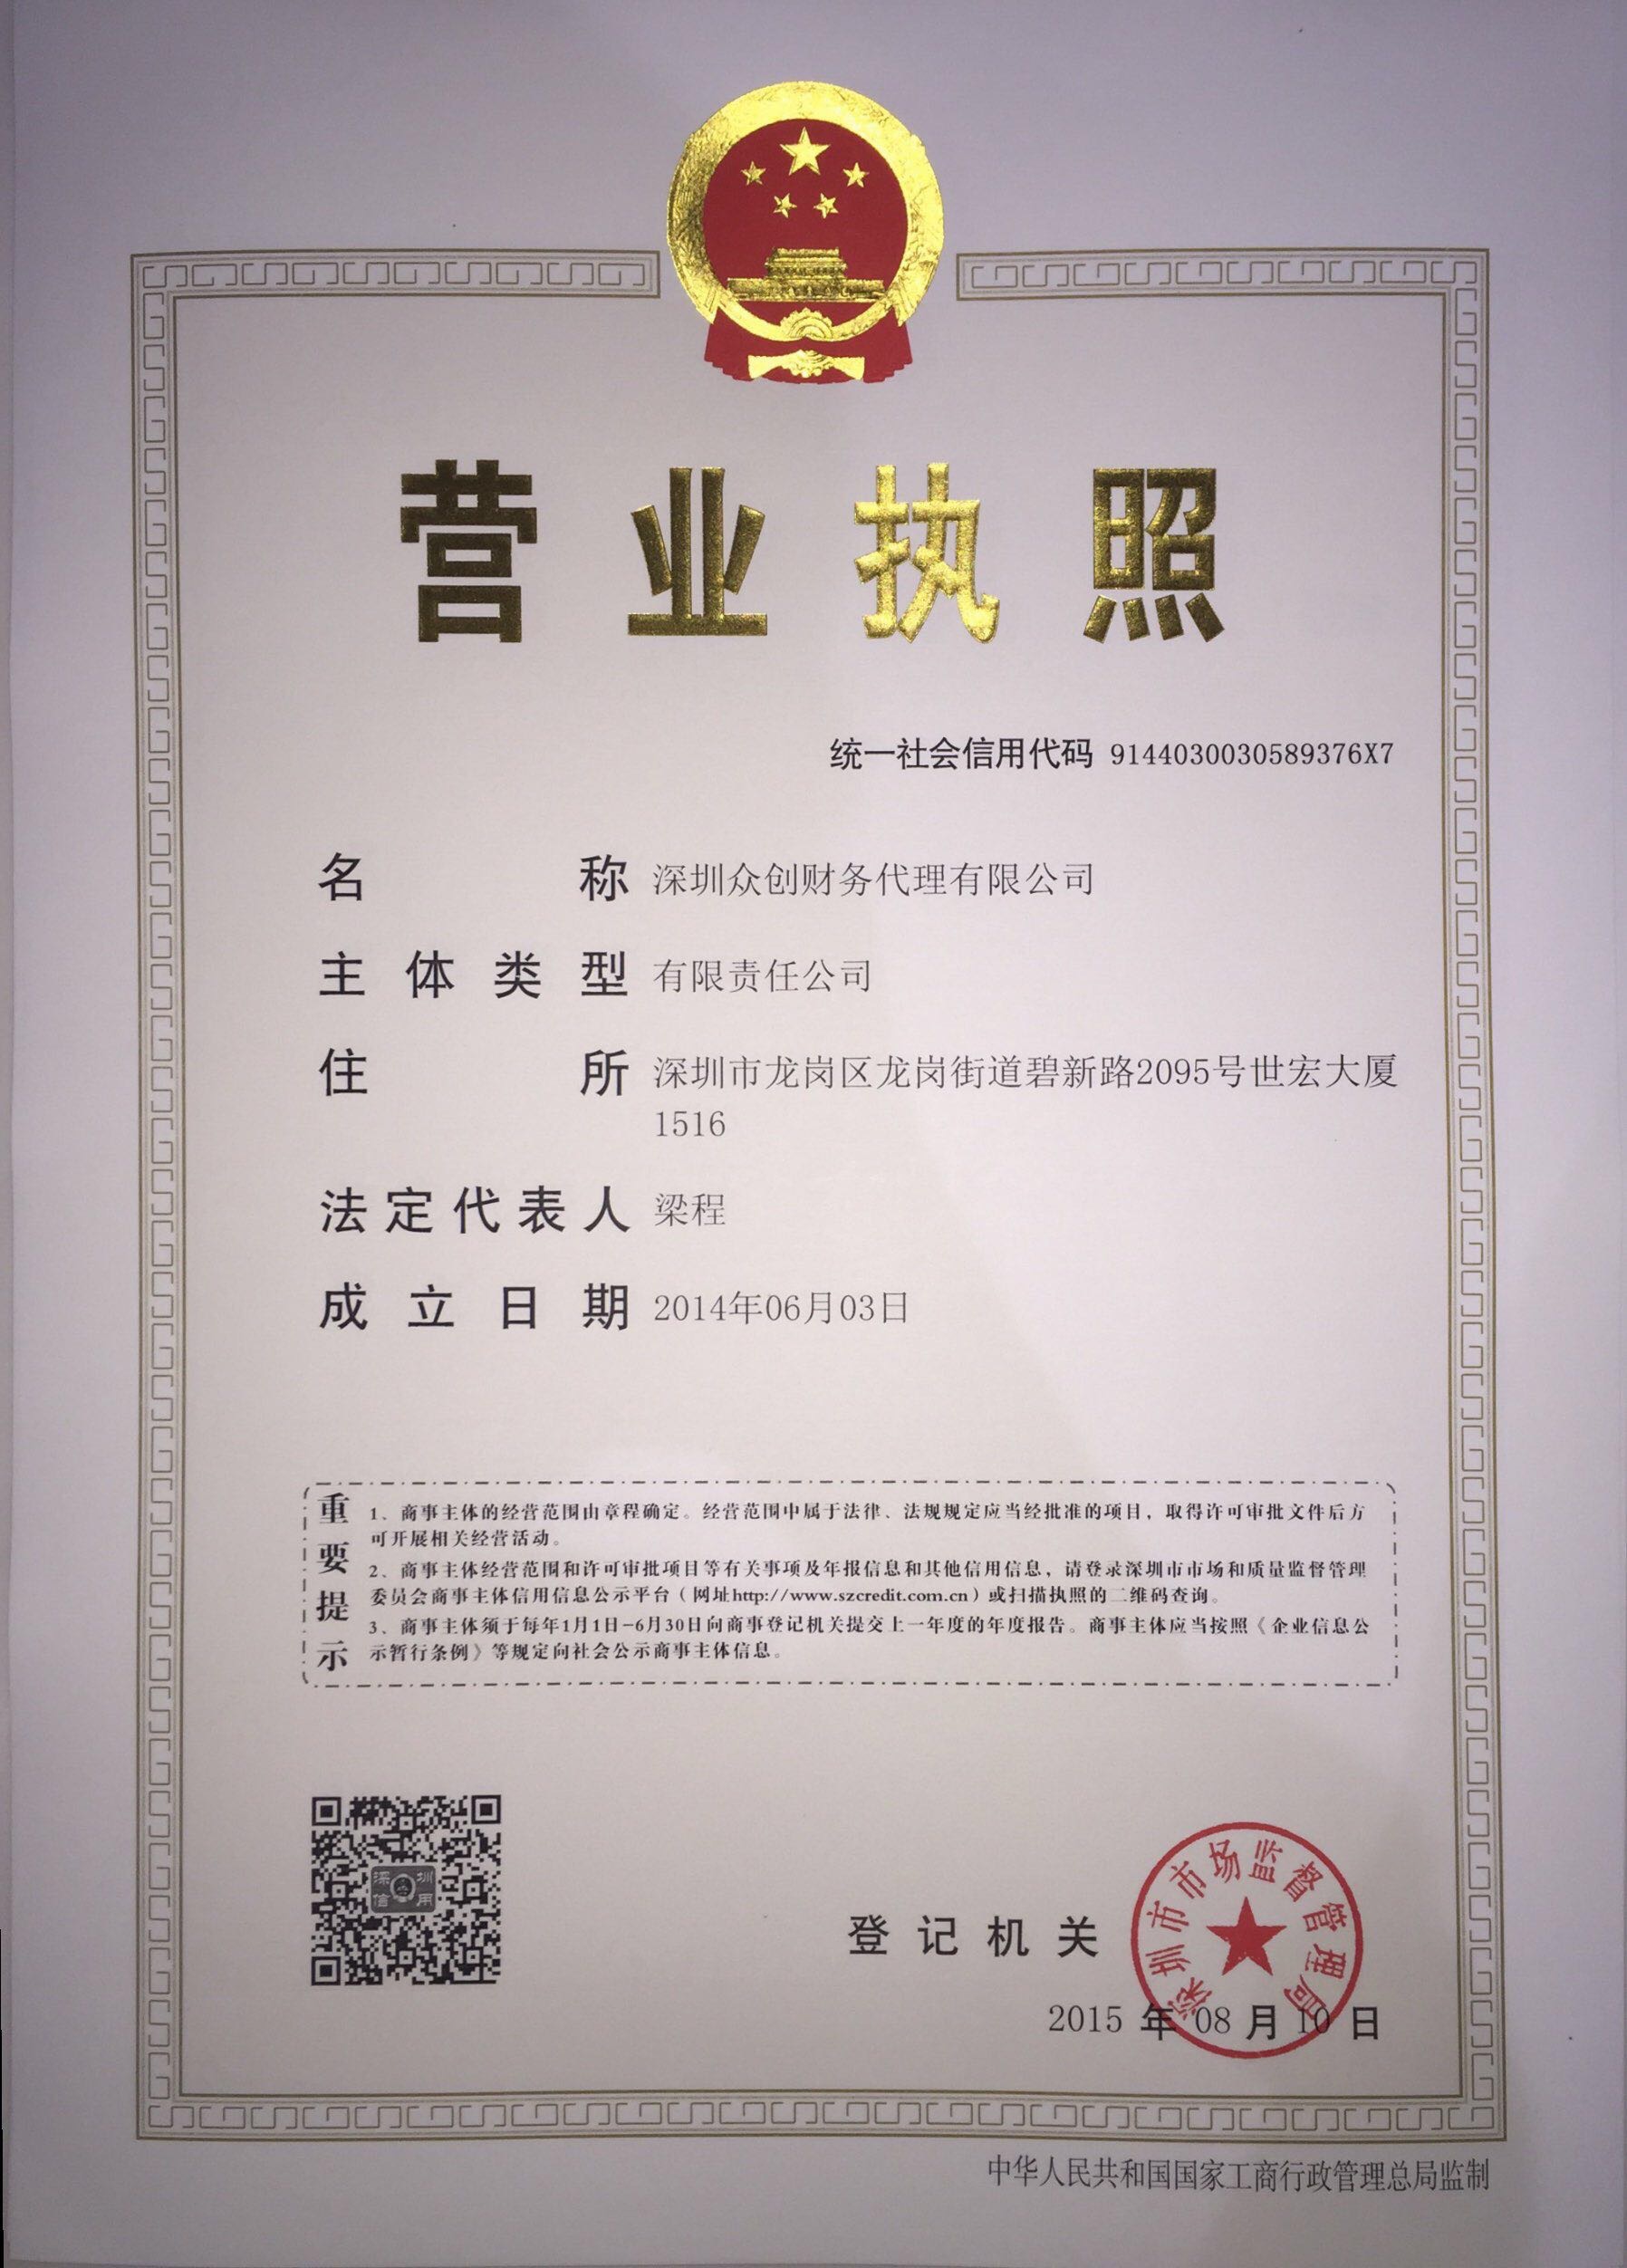 营业执照
统一社会信用代码 9144030030589376X7
名称 深圳众创财务代理有限公司
主体类型 有限责任公司
住所 深圳市龙岗区龙岗街道碧新路2095号世宏大厦
1516
法定代表人 梁程
成立日期 2014年06月03日
重要提示
1、商事主体的经营范围由章程确定。经营范围中属于法律、法规规定应当经批准的项目，取得许可审批文件后方
可开展相关经营活动。
2、商事主体经营范围和许可审批项目等有关事项及年报信息和其他信用信息，请登录深圳市市场和质量监督管理
委员会商事主体信用信息公示平台（网址http://www.szcredit.com.cn）或扫描执照的二维码查询。
3、商事主体须于每年1月1日-6月30日向商事登记机关提交上一年度的年度报告。商事主体应当按照《企业信息公
示暂行条例》等规定向社会公示商事主体信息。
深圳
信用
登记机关
深圳市市场监督管理局
2015 年 08 月 10 日
中华人民共和国国家工商行政管理总局监制